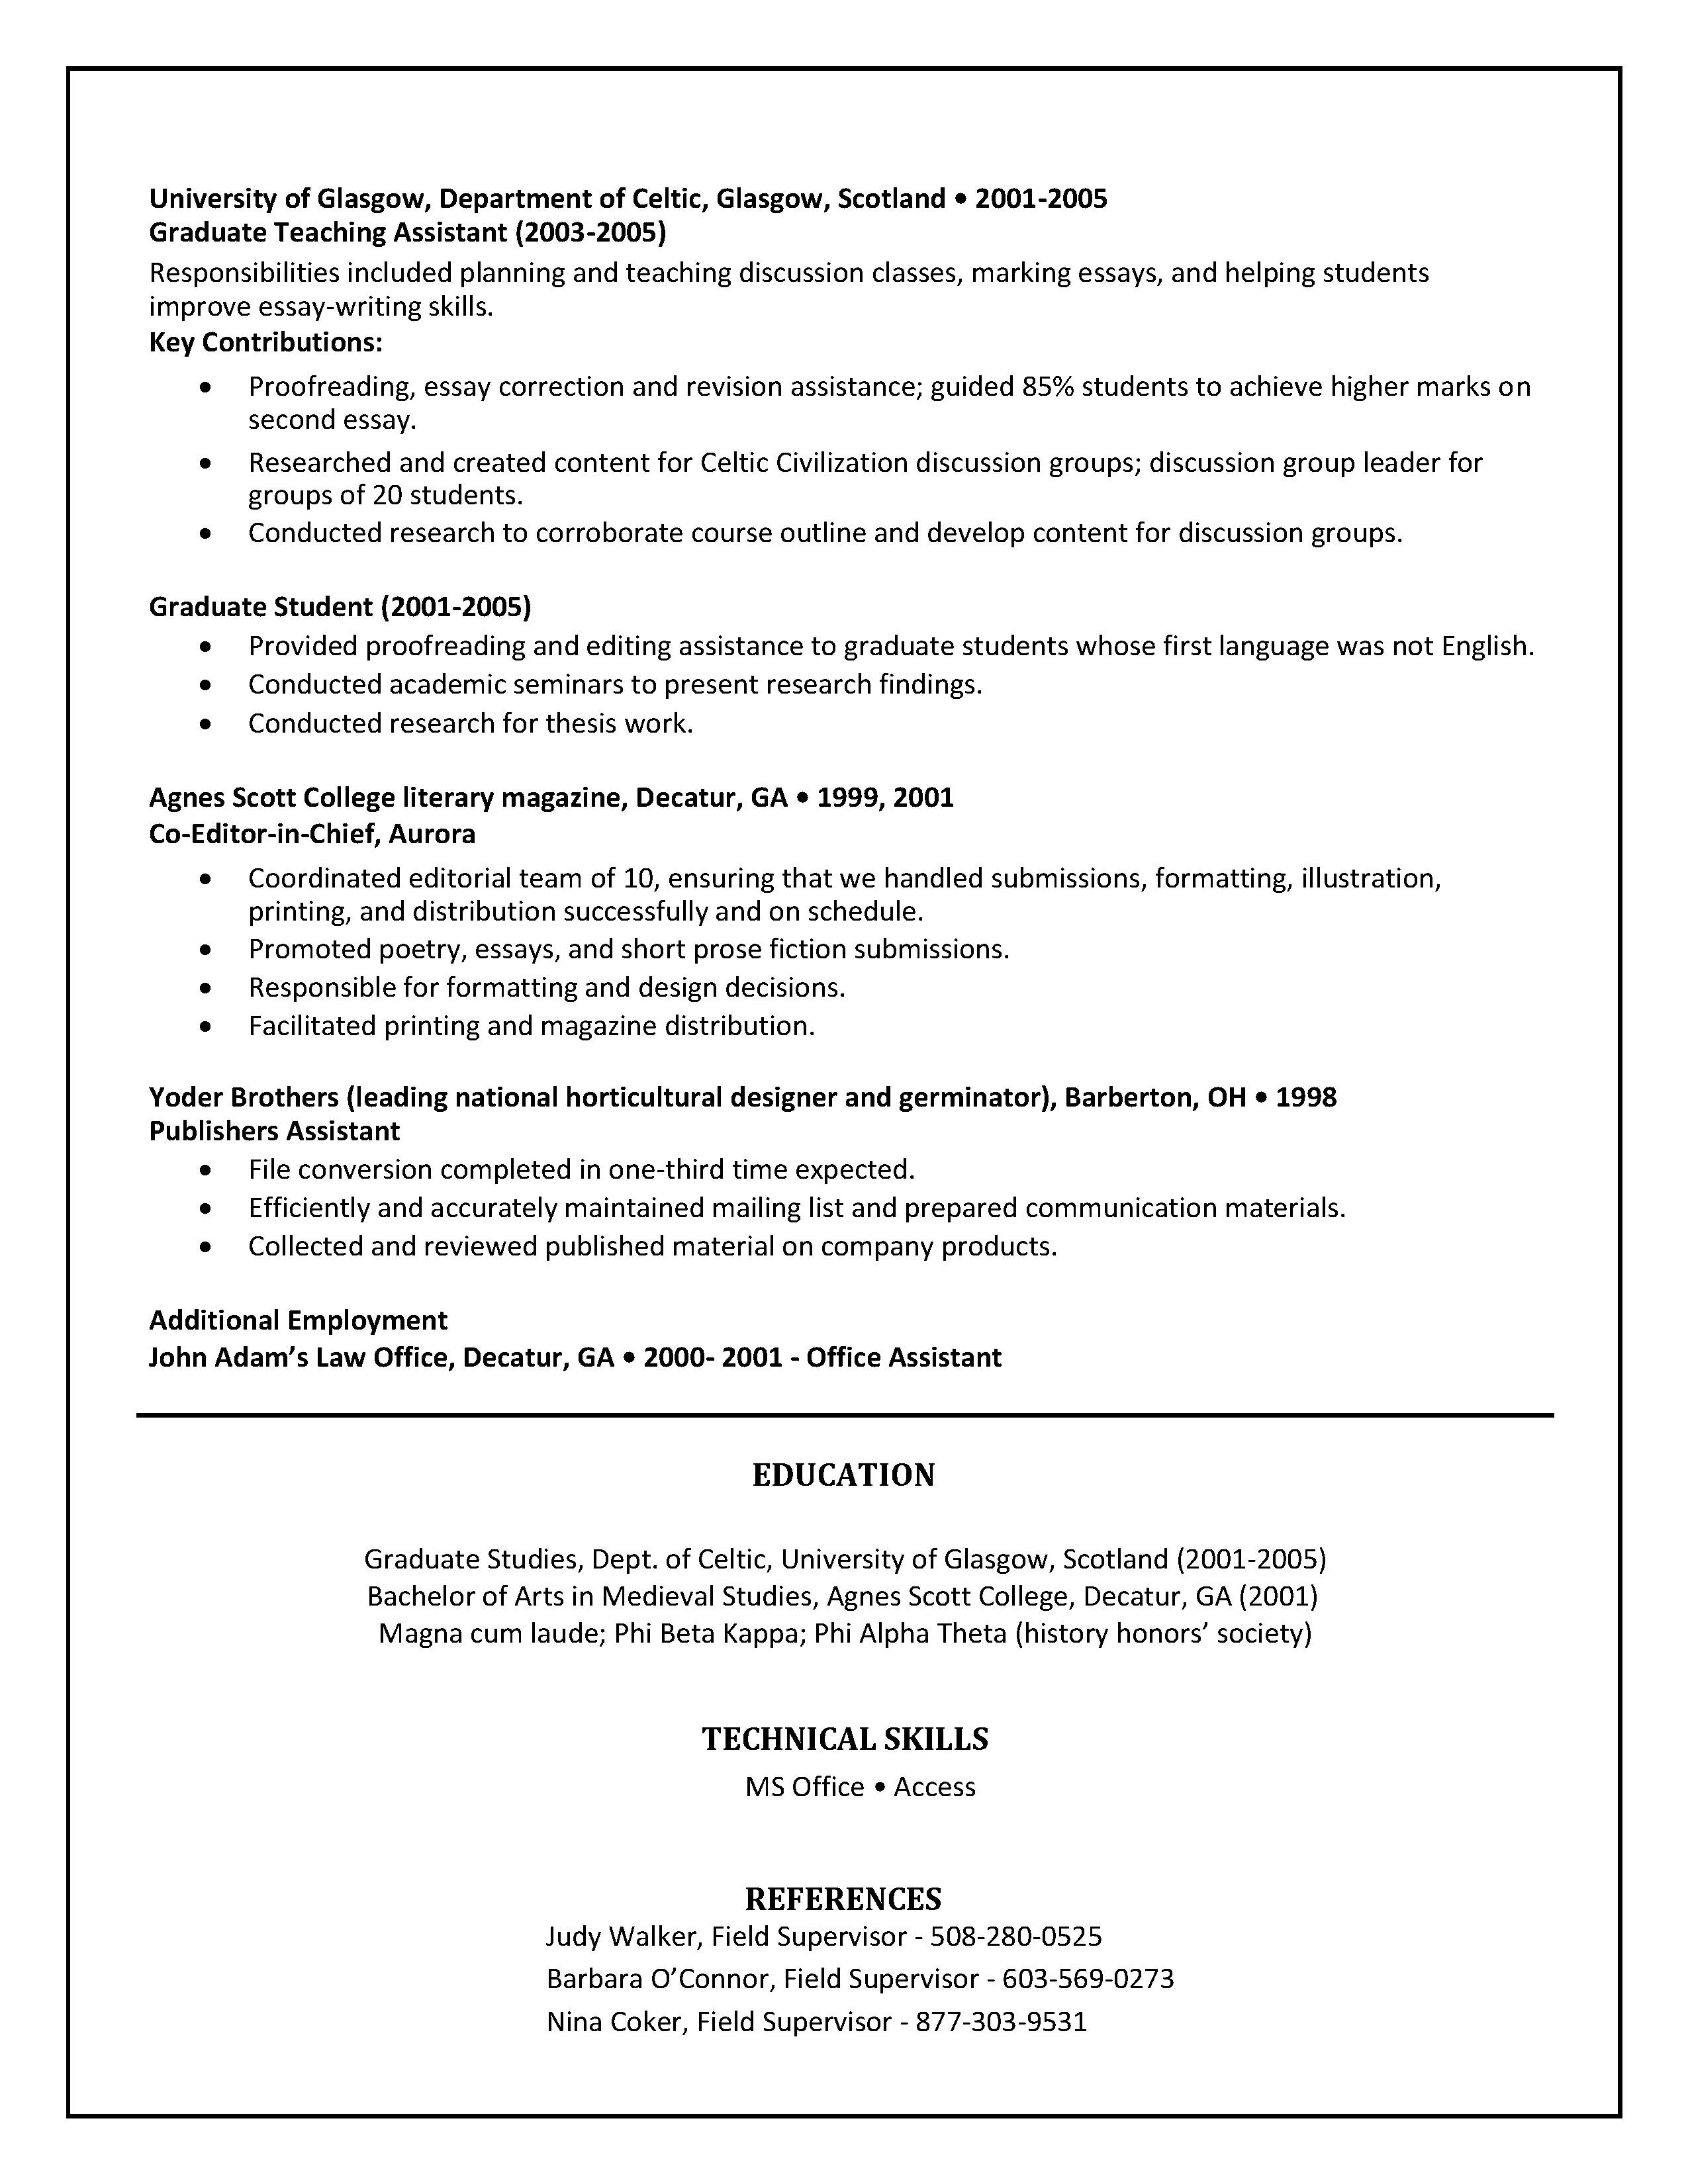 University of Glasgow, Department of Celtic, Glasgow, Scotland • 2001-2005
Graduate Teaching Assistant (2003-2005)
Responsibilities included planning and teaching discussion classes, marking essays, and helping students
improve essay-writing skills.
Key Contributions:
• Proofreading, essay correction and revision assistance; guided 85% students to achieve higher marks on
second essay.
• Researched and created content for Celtic Civilization discussion groups; discussion group leader for
groups of 20 students.
• Conducted research to corroborate course outline and develop content for discussion groups.
Graduate Student (2001-2005)
• Provided proofreading and editing assistance to graduate students whose first language was not English.
• Conducted academic seminars to present research findings.
• Conducted research for thesis work.
Agnes Scott College literary magazine, Decatur, GA • 1999, 2001
Co-Editor-in-Chief, Aurora
• Coordinated editorial team of 10, ensuring that we handled submissions, formatting, illustration,
printing, and distribution successfully and on schedule.
• Promoted poetry, essays, and short prose fiction submissions.
• Responsible for formatting and design decisions.
• Facilitated printing and magazine distribution.
Yoder Brothers (leading national horticultural designer and germinator), Barberton, OH • 1998
Publishers Assistant
• File conversion completed in one-third time expected.
• Efficiently and accurately maintained mailing list and prepared communication materials.
• Collected and reviewed published material on company products.
Additional Employment
John Adam’s Law Office, Decatur, GA • 2000- 2001 - Office Assistant
EDUCATION
Graduate Studies, Dept. of Celtic, University of Glasgow, Scotland (2001-2005)
Bachelor of Arts in Medieval Studies, Agnes Scott College, Decatur, GA (2001)
Magna cum laude; Phi Beta Kappa; Phi Alpha Theta (history honors’ society)
TECHNICAL SKILLS
MS Office • Access
REFERENCES
Judy Walker, Field Supervisor - 508-280-0525
Barbara O’Connor, Field Supervisor - 603-569-0273
Nina Coker, Field Supervisor - 877-303-9531